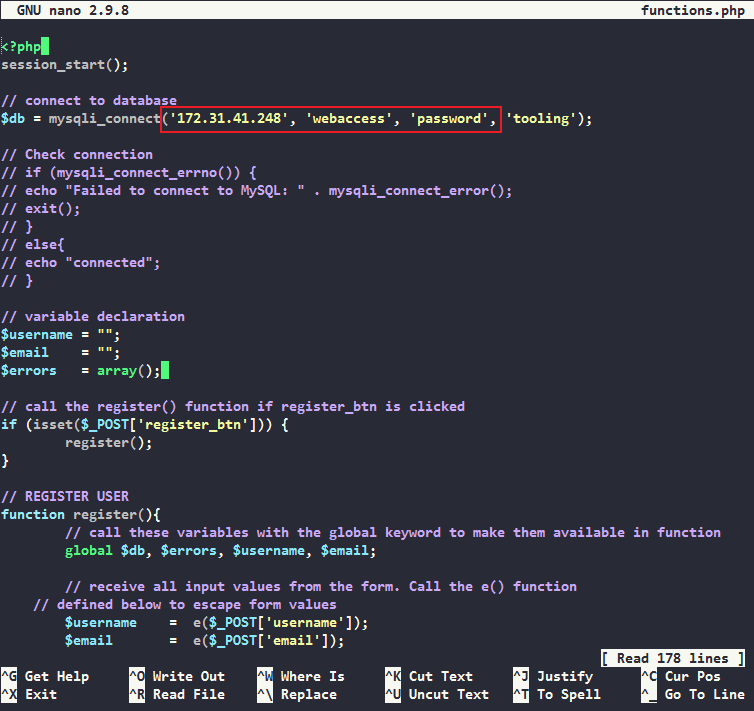 GNU nano 2.9.8 functions.php
<?php
session_start();
// connect to database
$db = mysqli_connect('172.31.41.248', 'webaccess', 'password', 'tooling');
// Check connection
// if (mysqli_connect_errno()) {
// echo "Failed to connect to MySQL: " . mysqli_connect_error();
// exit();
// }
// else{
// echo "connected";
// }
// variable declaration
$username = "";
$email    = "";
$errors   = array();
// call the register() function if register_btn is clicked
if (isset($_POST['register_btn'])) {
        register();
}
// REGISTER USER
function register(){
        // call these variables with the global keyword to make them available in function
        global $db, $errors, $username, $email;
        // receive all input values from the form. Call the e() function
    // defined below to escape form values
        $username    =  e($_POST['username']);
        $email       =  e($_POST['email']);
[ Read 178 lines ]
^G Get Help ^O Write Out ^W Where Is ^K Cut Text ^J Justify ^C Cur Pos
^X Exit ^R Read File ^\ Replace ^U Uncut Text ^T To Spell ^_ Go To Line